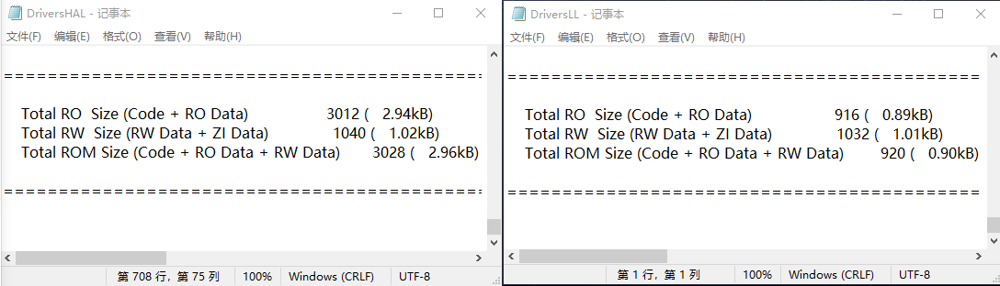 DriversHAL - 记事本
文件(F) 编辑(E) 格式(O) 查看(V) 帮助(H)
==================================================
Total RO Size (Code + RO Data) 3012 ( 2.94kB)
Total RW Size (RW Data + ZI Data) 1040 ( 1.02kB)
Total ROM Size (Code + RO Data + RW Data) 3028 ( 2.96kB)
==================================================
第 708 行，第 75 列 100% Windows (CRLF) UTF-8
DriversLL - 记事本
文件(F) 编辑(E) 格式(O) 查看(V) 帮助(H)
==================================================
Total RO Size (Code + RO Data) 916 ( 0.89kB)
Total RW Size (RW Data + ZI Data) 1032 ( 1.01kB)
Total ROM Size (Code + RO Data + RW Data) 920 ( 0.90kB)
==================================================
第 1 行，第 1 列 100% Windows (CRLF) UTF-8